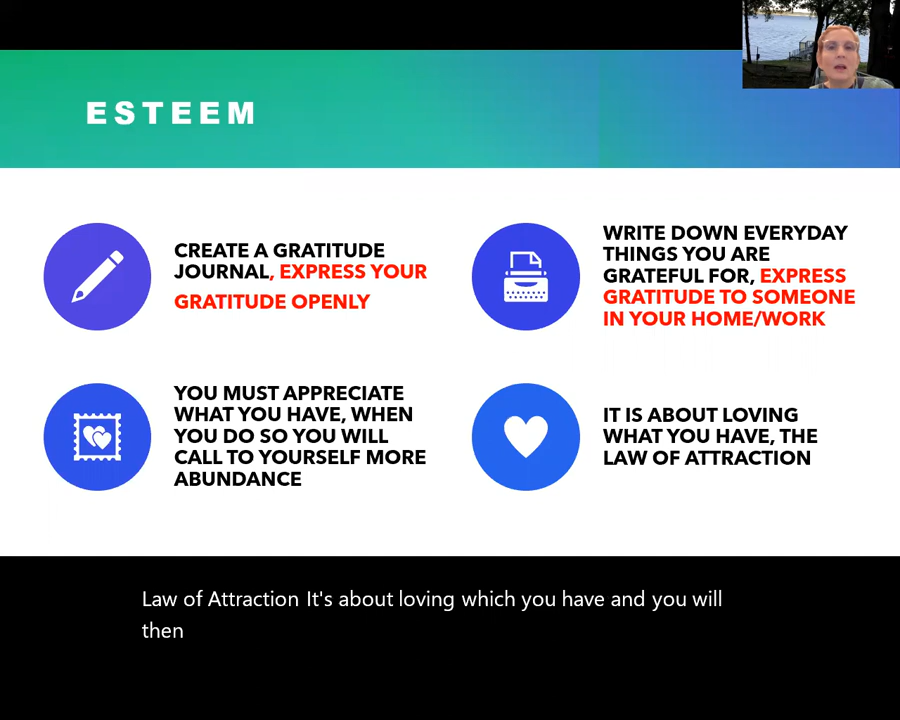 ESTEEM
CREATE A GRATITUDE
JOURNAL, EXPRESS YOUR
GRATITUDE OPENLY
WRITE DOWN EVERYDAY
THINGS YOU ARE
GRATEFUL FOR, EXPRESS
GRATITUDE TO SOMEONE
IN YOUR HOME/WORK
YOU MUST APPRECIATE
WHAT YOU HAVE, WHEN
YOU DO SO YOU WILL
CALL TO YOURSELF MORE
ABUNDANCE
IT IS ABOUT LOVING
WHAT YOU HAVE, THE
LAW OF ATTRACTION
Law of Attraction It's about loving which you have and you will
then